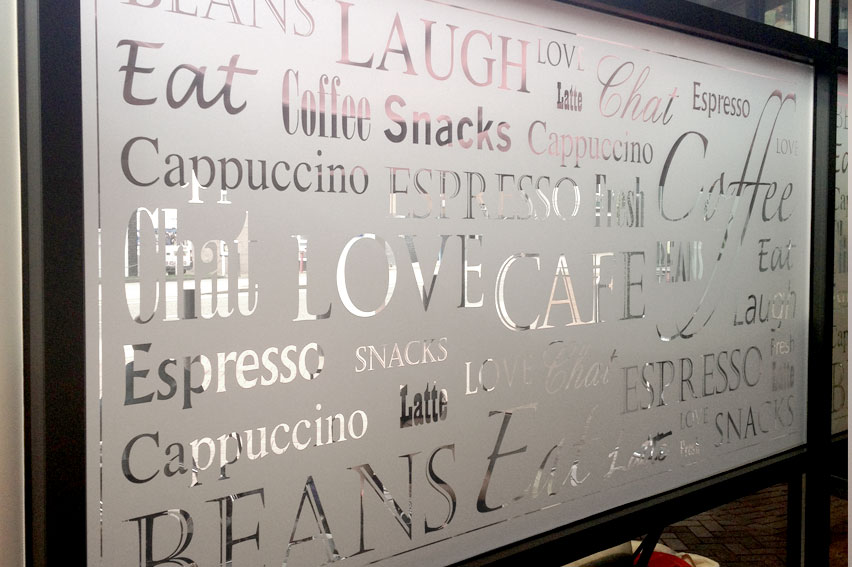 BEANS LAUGH LOVE
Eat Coffee Snacks Latte Chat Espresso
Cappuccino ESPRESSO Cappuccino Fresh Coffee LOVE
Chat LOVE CAFE BEANS Eat
Laugh
Espresso SNACKS LOVE Chat ESPRESSO Fresh
Latte
Cappuccino Latte Eat Latte LOVE Fresh SNACKS
BEANS